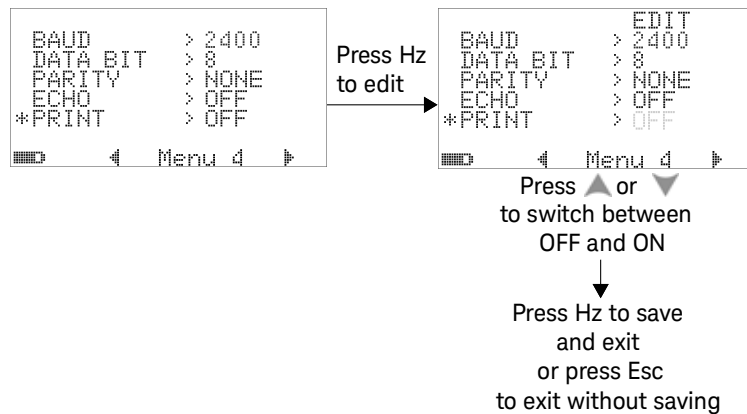 BAUD > 2400
DATA BIT > 8
PARITY > NONE
ECHO > OFF
*PRINT > OFF
Menu 4
Press Hz
to edit
EDIT
BAUD > 2400
DATA BIT > 8
PARITY > NONE
ECHO > OFF
*PRINT > OFF
Menu 4
Press or
to switch between
OFF and ON
Press Hz to save
and exit
or press Esc
to exit without saving